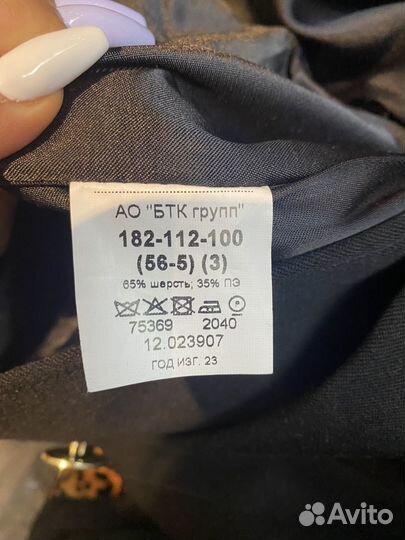 АО "БТК групп"
182-112-100
(56-5) (3)
65% шерсть; 35% ПЭ
P
75369 2040
12.023907
ГОД ИЗГ. 23
Avito